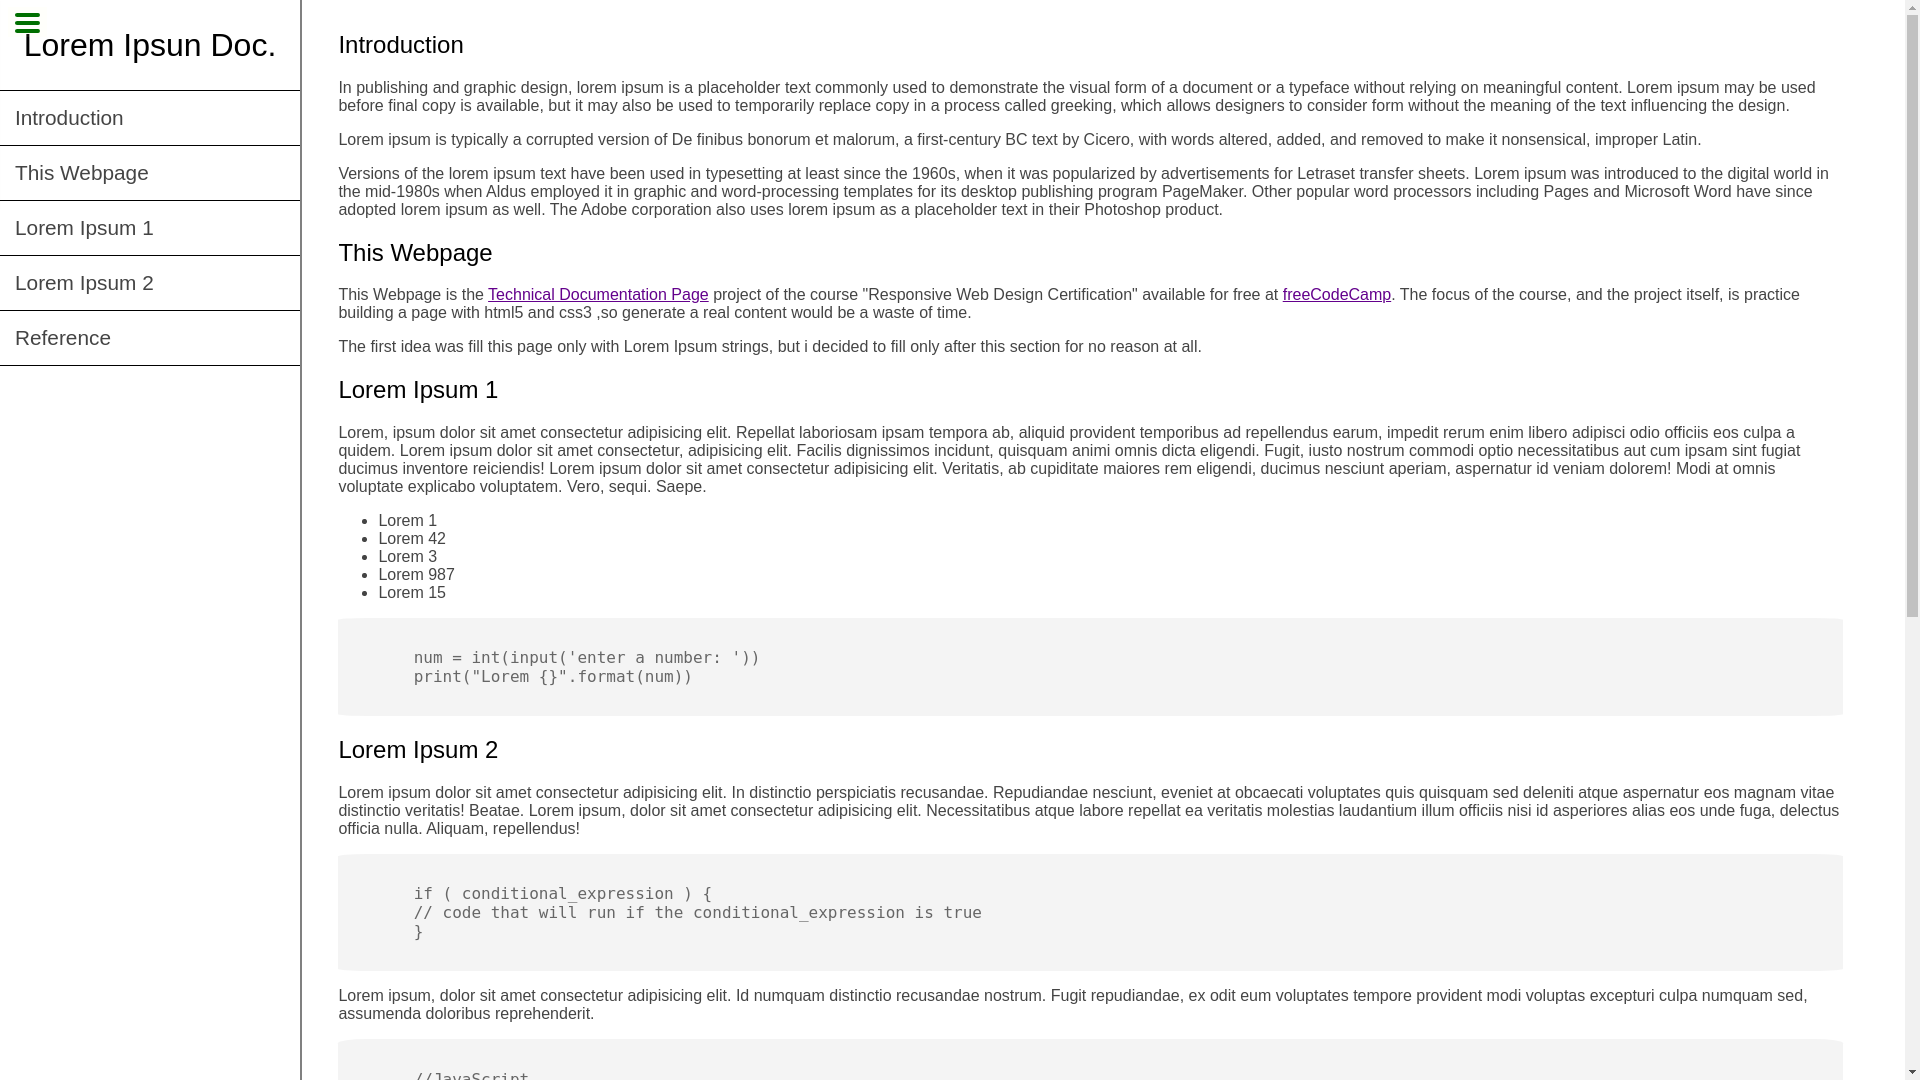 Lorem Ipsun Doc.
Introduction
This Webpage
Lorem Ipsum 1
Lorem Ipsum 2
Reference
Introduction
In publishing and graphic design, lorem ipsum is a placeholder text commonly used to demonstrate the visual form of a document or a typeface without relying on meaningful content. Lorem ipsum may be used
before final copy is available, but it may also be used to temporarily replace copy in a process called greeking, which allows designers to consider form without the meaning of the text influencing the design.
Lorem ipsum is typically a corrupted version of De finibus bonorum et malorum, a first-century BC text by Cicero, with words altered, added, and removed to make it nonsensical, improper Latin.
Versions of the lorem ipsum text have been used in typesetting at least since the 1960s, when it was popularized by advertisements for Letraset transfer sheets. Lorem ipsum was introduced to the digital world in
the mid-1980s when Aldus employed it in graphic and word-processing templates for its desktop publishing program PageMaker. Other popular word processors including Pages and Microsoft Word have since
adopted lorem ipsum as well. The Adobe corporation also uses lorem ipsum as a placeholder text in their Photoshop product.
This Webpage
This Webpage is the Technical Documentation Page project of the course "Responsive Web Design Certification" available for free at freeCodeCamp. The focus of the course, and the project itself, is practice
building a page with html5 and css3 ,so generate a real content would be a waste of time.
The first idea was fill this page only with Lorem Ipsum strings, but i decided to fill only after this section for no reason at all.
Lorem Ipsum 1
Lorem, ipsum dolor sit amet consectetur adipisicing elit. Repellat laboriosam ipsam tempora ab, aliquid provident temporibus ad repellendus earum, impedit rerum enim libero adipisci odio officiis eos culpa a
quidem. Lorem ipsum dolor sit amet consectetur, adipisicing elit. Facilis dignissimos incidunt, quisquam animi omnis dicta eligendi. Fugit, iusto nostrum commodi optio necessitatibus aut cum ipsam sint fugiat
ducimus inventore reiciendis! Lorem ipsum dolor sit amet consectetur adipisicing elit. Veritatis, ab cupiditate maiores rem eligendi, ducimus nesciunt aperiam, aspernatur id veniam dolorem! Modi at omnis
voluptate explicabo voluptatem. Vero, sequi. Saepe.
• Lorem 1
• Lorem 42
• Lorem 3
• Lorem 987
• Lorem 15
num = int(input('enter a number: '))
print("Lorem {}".format(num))
Lorem Ipsum 2
Lorem ipsum dolor sit amet consectetur adipisicing elit. In distinctio perspiciatis recusandae. Repudiandae nesciunt, eveniet at obcaecati voluptates quis quisquam sed deleniti atque aspernatur eos magnam vitae
distinctio veritatis! Beatae. Lorem ipsum, dolor sit amet consectetur adipisicing elit. Necessitatibus atque labore repellat ea veritatis molestias laudantium illum officiis nisi id asperiores alias eos unde fuga, delectus
officia nulla. Aliquam, repellendus!
if ( conditional_expression ) {
// code that will run if the conditional_expression is true
}
Lorem ipsum, dolor sit amet consectetur adipisicing elit. Id numquam distinctio recusandae nostrum. Fugit repudiandae, ex odit eum voluptates tempore provident modi voluptas excepturi culpa numquam sed,
assumenda doloribus reprehenderit.
//JavaScript